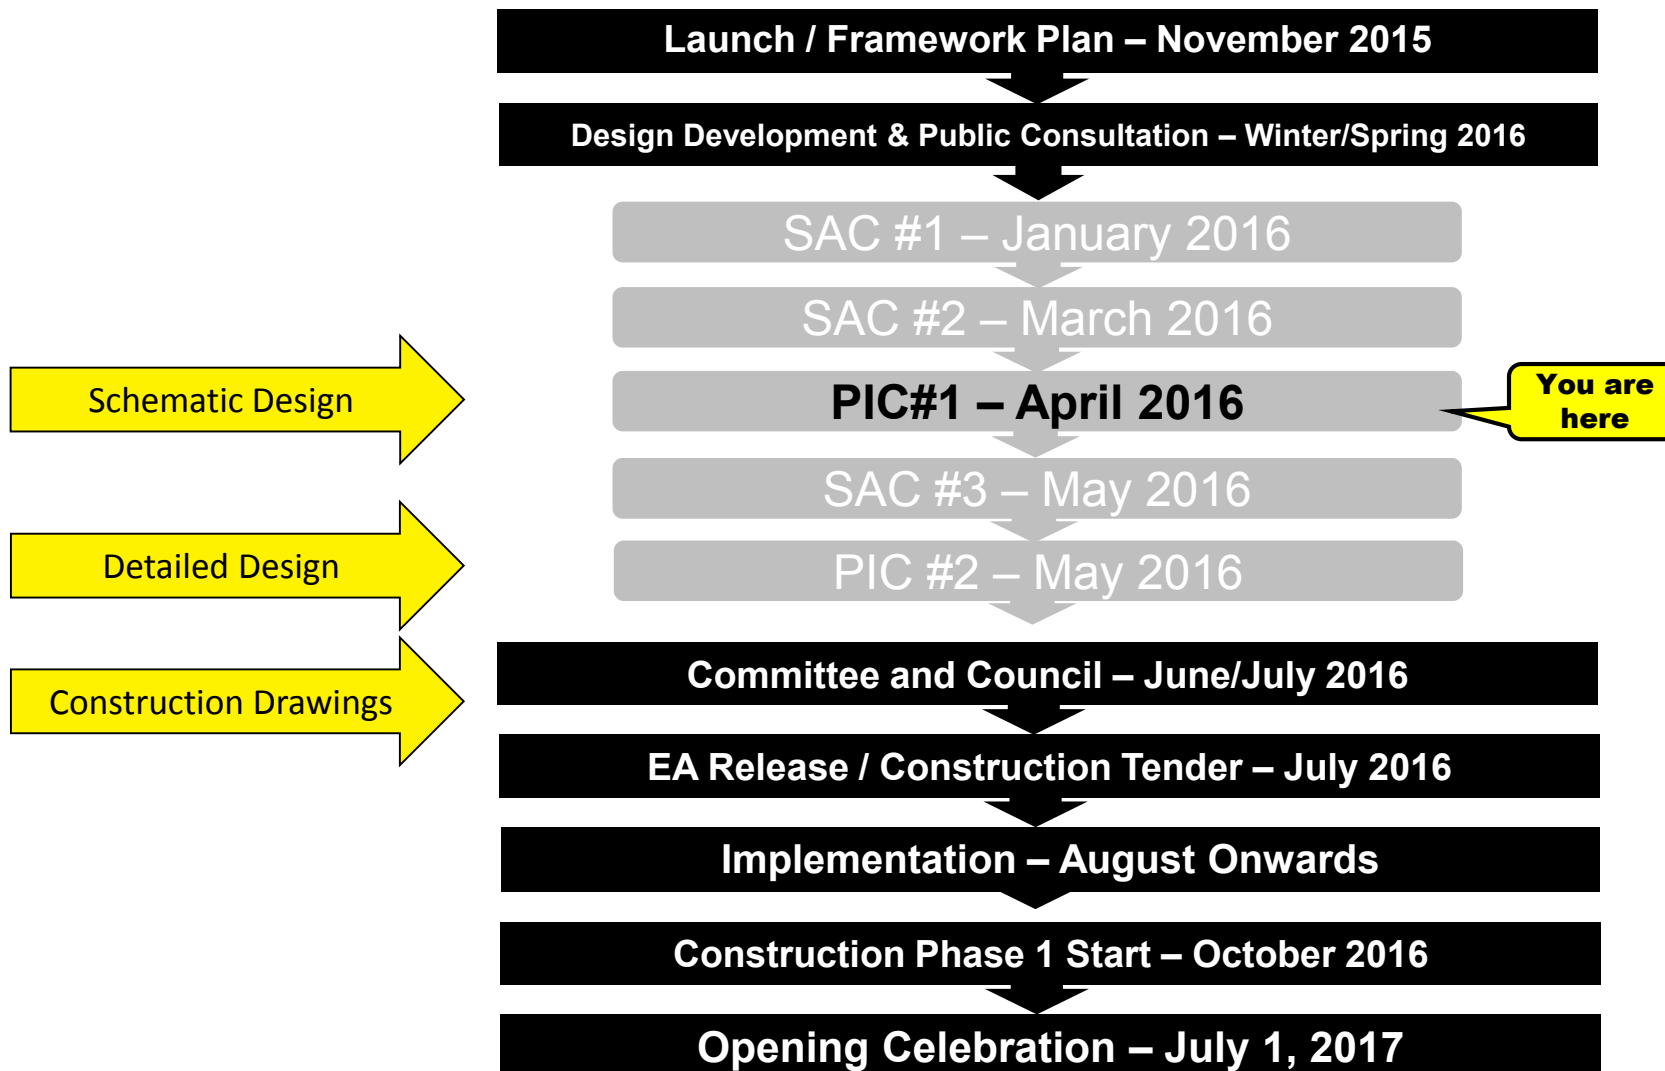 Launch / Framework Plan – November 2015
Design Development & Public Consultation – Winter/Spring 2016
SAC #1 – January 2016
SAC #2 – March 2016
Schematic Design
PIC#1 – April 2016
You are
here
SAC #3 – May 2016
Detailed Design
PIC #2 – May 2016
Construction Drawings
Committee and Council – June/July 2016
EA Release / Construction Tender – July 2016
Implementation – August Onwards
Construction Phase 1 Start – October 2016
Opening Celebration – July 1, 2017